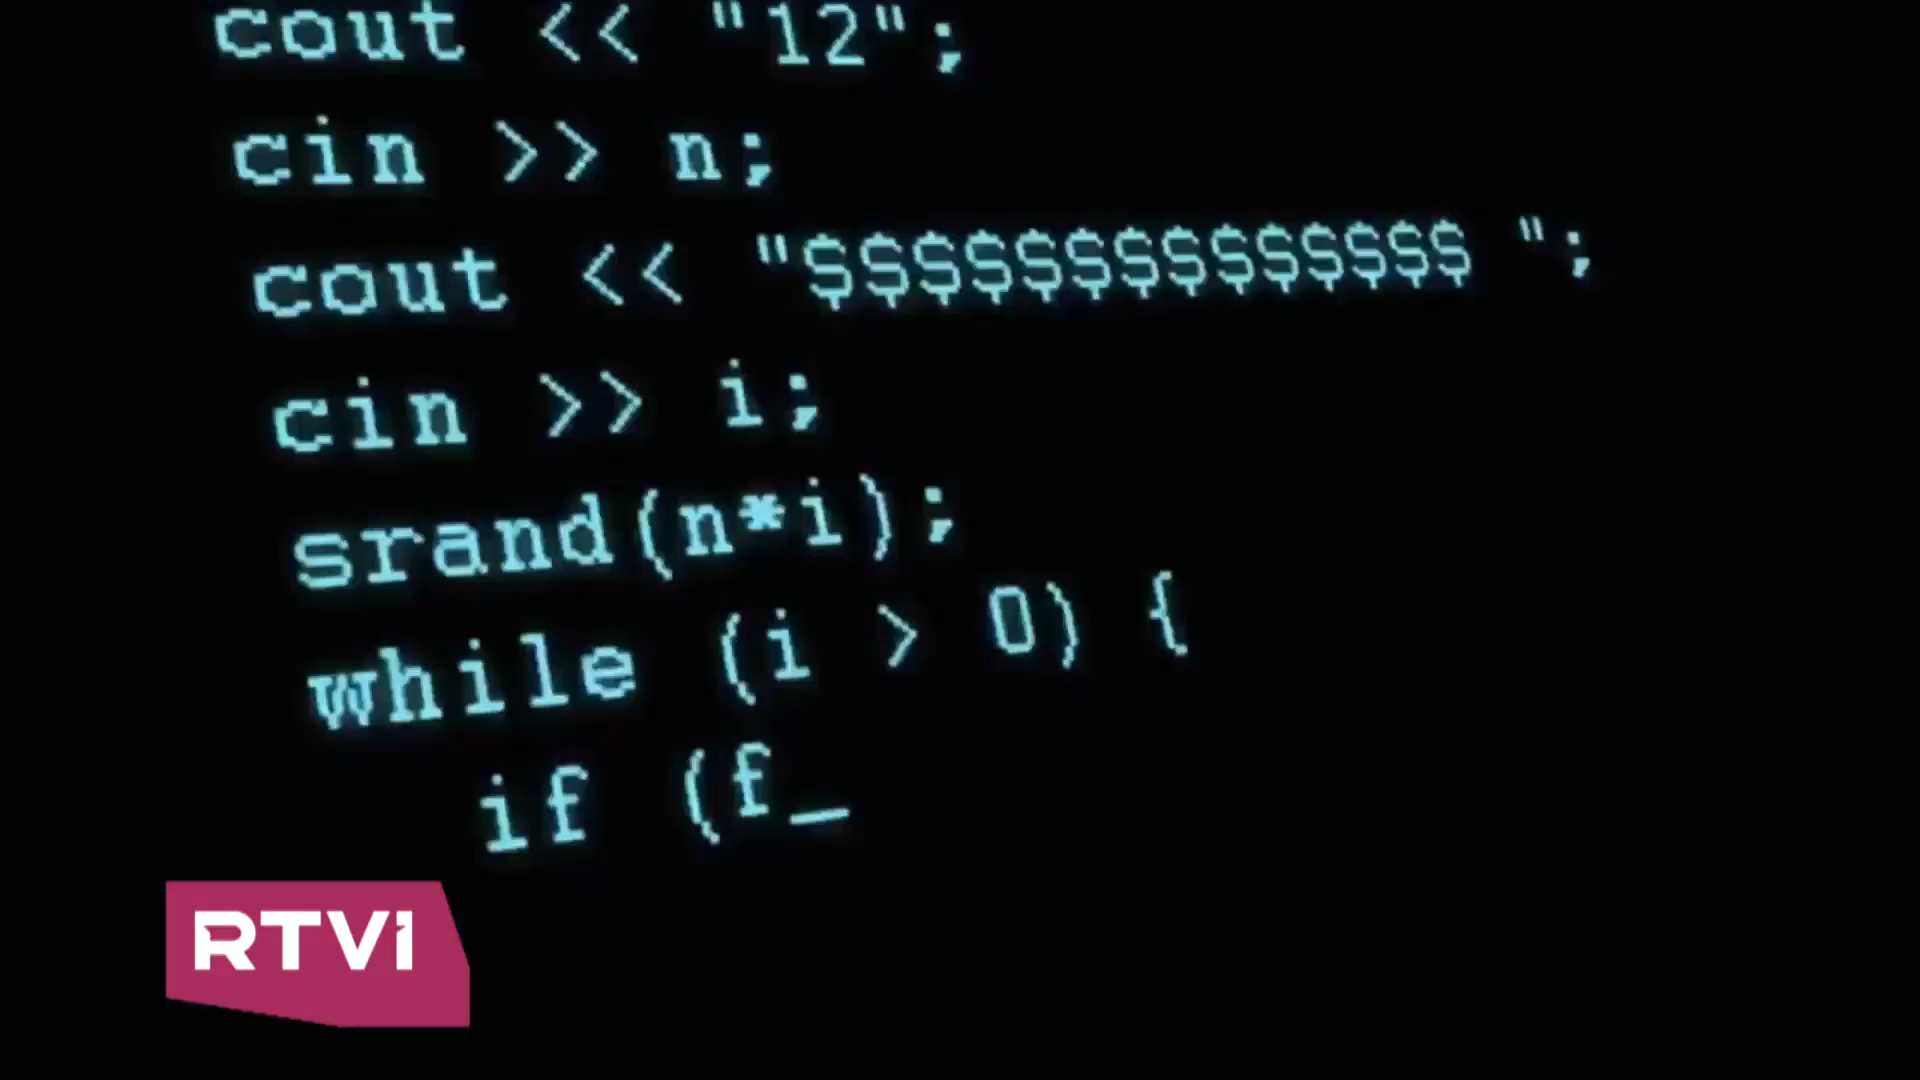 cout << "12";
cin >> n;
cout << "$$$$$$$$$$$$$$ ";
cin >> i;
srand(n*i);
while (i > 0) {
if (f_
RTVI